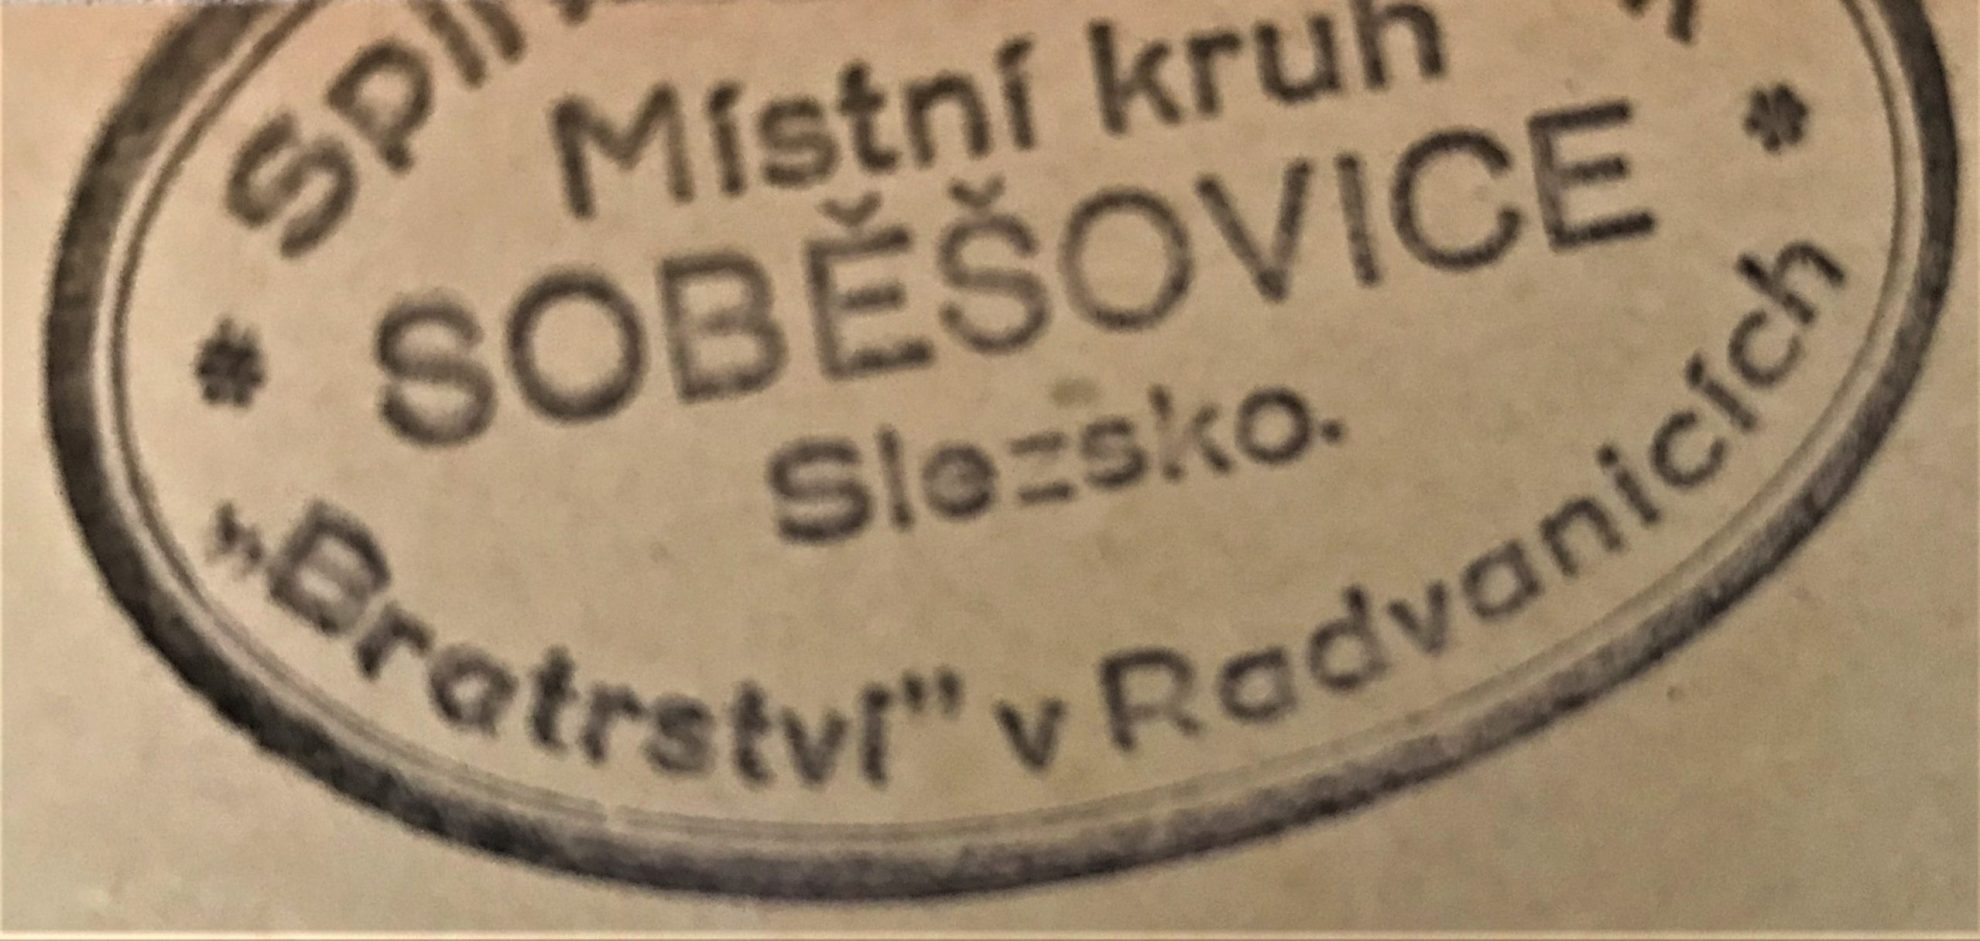 Místní kruh
SOBĚŠOVICE
Slezsko.
„Bratrství" v Radvanicích